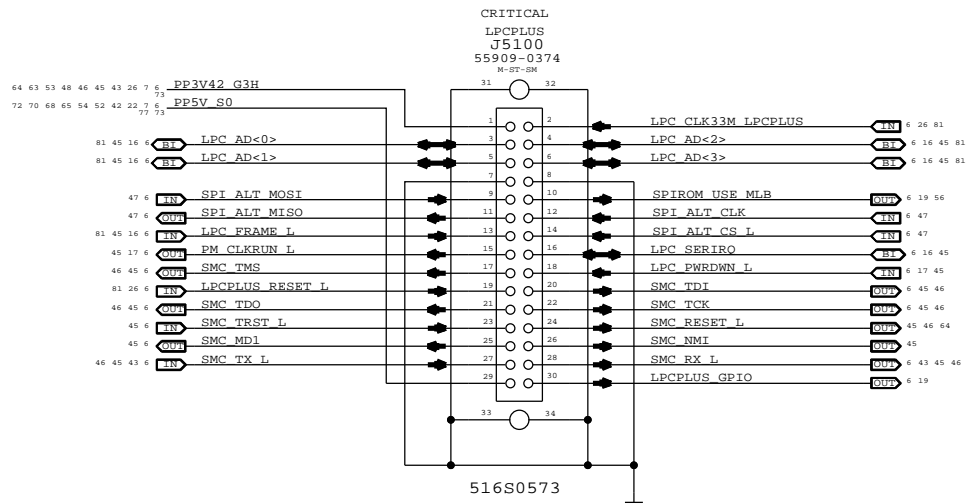 CRITICAL
LPCPLUS
J5100
55909-0374
M-ST-SM
31 32
64 63 53 48 46 45 43 26 7 6 PP3V42_G3H
73
72 70 68 65 54 52 42 22 7 6 PP5V_S0
77 73
1 2 LPC_CLK33M_LPCPLUS IN 6 26 81
81 45 16 6 BI LPC_AD<0> 3 4 LPC_AD<2> BI 6 16 45 81
81 45 16 6 BI LPC_AD<1> 5 6 LPC_AD<3> BI 6 16 45 81
7 8
47 6 IN SPI_ALT_MOSI 9 10 SPIROM_USE_MLB OUT 6 19 56
47 6 OUT SPI_ALT_MISO 11 12 SPI_ALT_CLK IN 6 47
81 45 16 6 IN LPC_FRAME_L 13 14 SPI_ALT_CS_L IN 6 47
45 17 6 OUT PM_CLKRUN_L 15 16 LPC_SERIRQ BI 6 16 45
46 45 6 OUT SMC_TMS 17 18 LPC_PWRDWN_L IN 6 17 45
81 26 6 IN LPCPLUS_RESET_L 19 20 SMC_TDI OUT 6 45 46
46 45 6 OUT SMC_TDO 21 22 SMC_TCK OUT 6 45 46
45 6 IN SMC_TRST_L 23 24 SMC_RESET_L OUT 45 46 64
45 6 OUT SMC_MD1 25 26 SMC_NMI OUT 45
46 45 43 6 IN SMC_TX_L 27 28 SMC_RX_L OUT 6 43 45 46
29 30 LPCPLUS_GPIO OUT 6 19
33 34
516S0573